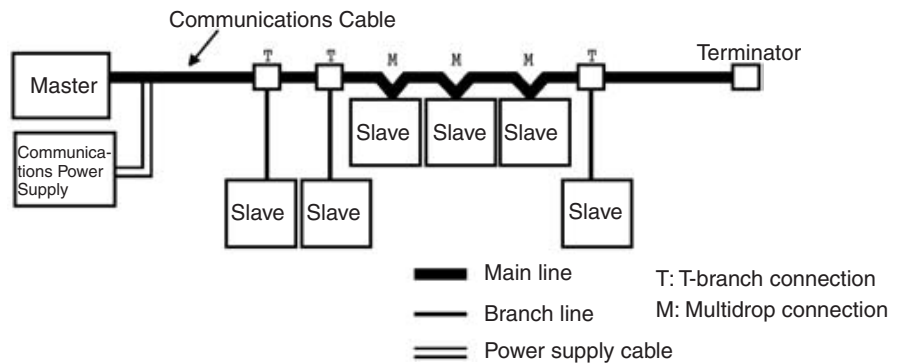 Communications Cable
T
T
M
M
M
T
Terminator
Master
Communica-
tions Power
Supply
Slave
Slave
Slave
Slave
Slave
Slave
Main line
T: T-branch connection
Branch line
M: Multidrop connection
Power supply cable